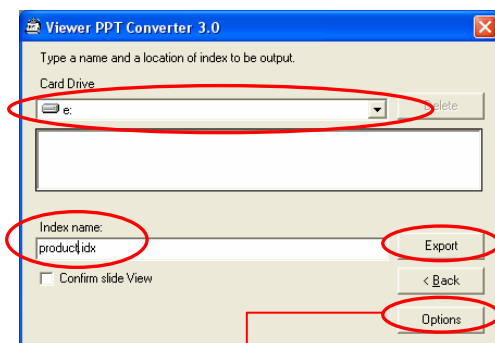 Viewer PPT Converter 3.0
Type a name and a location of index to be output.
Card Drive
e:
Delete
Index name:
product.idx
Export
Confirm slide View
< Back
Options